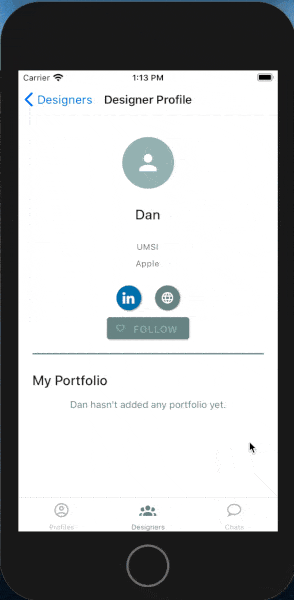 Carrier 1:13 PM
Designers Designer Profile
Dan
UMSI
Apple
in
FOLLOW
My Portfolio
Dan hasn't added any portfolio yet.
Profiles Designers Chats